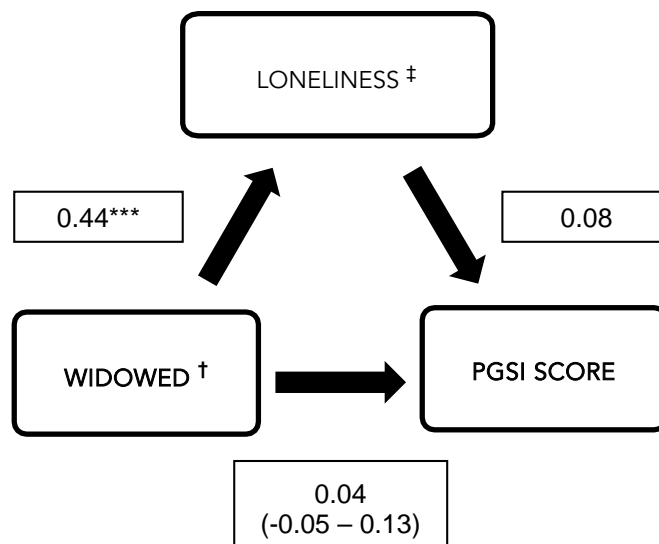 LONELINESS ‡
0.44***
0.08
WIDOWED †
PGSI SCORE
0.04
(-0.05 – 0.13)